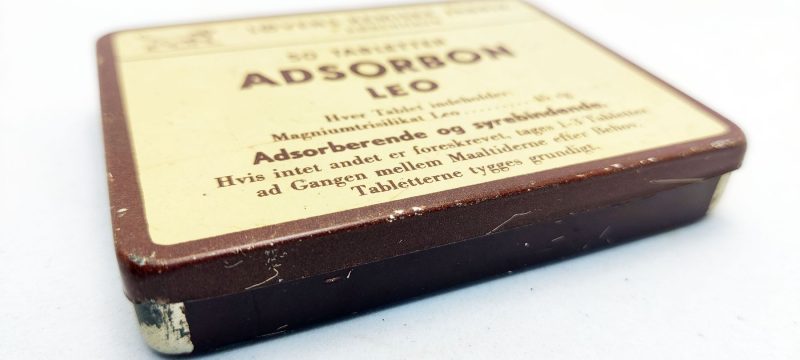 50 TABLETTER
ADSORBON
LEO
Hver Tablet indeholder:
Magniumtrisilikat Leo
Adsorberende og syrebindende.
Hvis intet andet er foreskrevet, tages 1-3 Tabletter
ad Gangen mellem Maaltiderne efter Behov.
Tabletterne tygges grundigt.